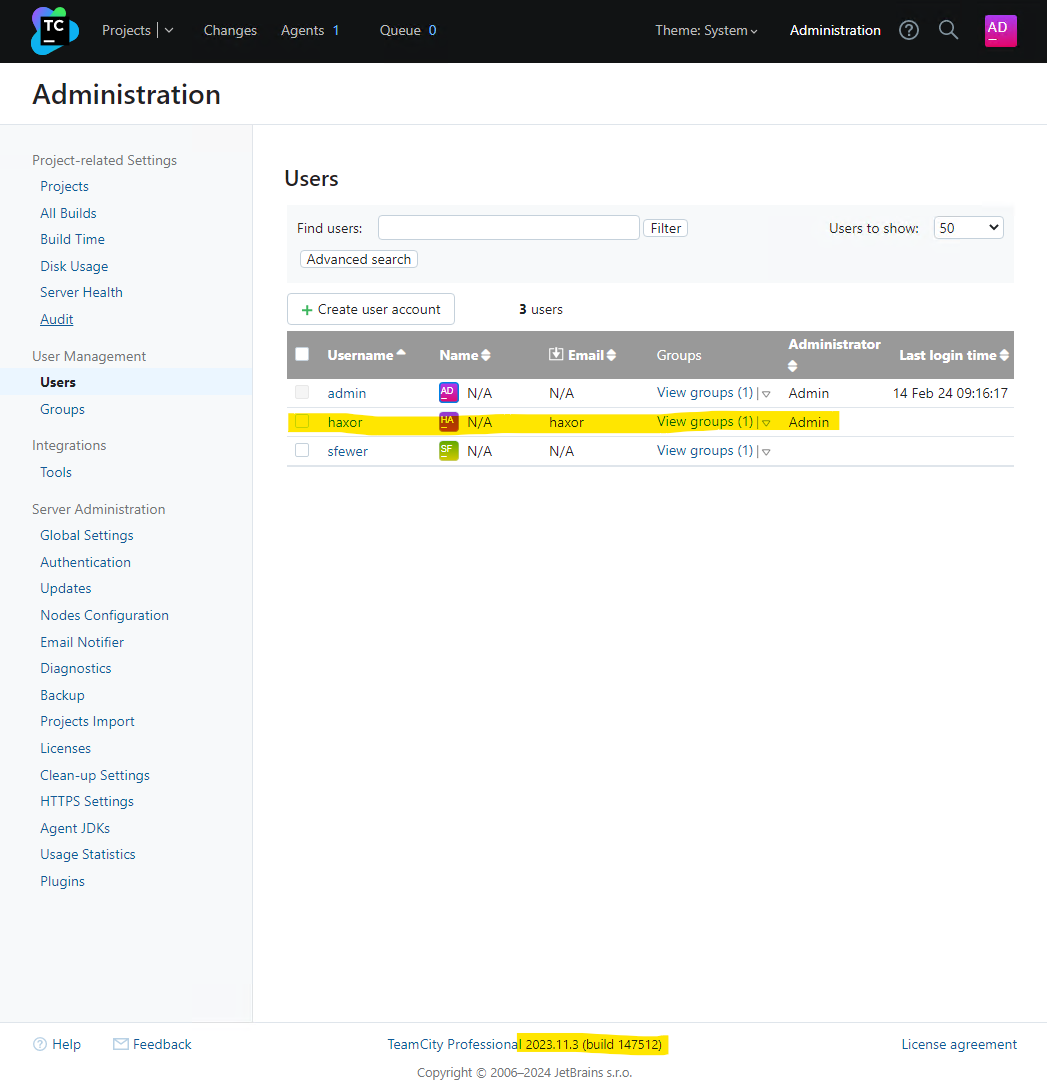 TC Projects Changes Agents 1 Queue 0 Theme: System Administration AD
Administration
Project-related Settings
Projects
All Builds
Build Time
Disk Usage
Server Health
Audit
User Management
Users
Groups
Integrations
Tools
Server Administration
Global Settings
Authentication
Updates
Nodes Configuration
Email Notifier
Diagnostics
Backup
Projects Import
Licenses
Clean-up Settings
HTTPS Settings
Agent JDKs
Usage Statistics
Plugins
Users
Find users: Filter Users to show: 50
Advanced search
+ Create user account 3 users
Username Name Email Groups Administrator Last login time
admin AD N/A N/A View groups (1) Admin 14 Feb 24 09:16:17
haxor HA N/A haxor View groups (1) Admin
sfewer SF N/A N/A View groups (1)
Help Feedback TeamCity Professional 2023.11.3 (build 147512) License agreement
Copyright © 2006–2024 JetBrains s.r.o.